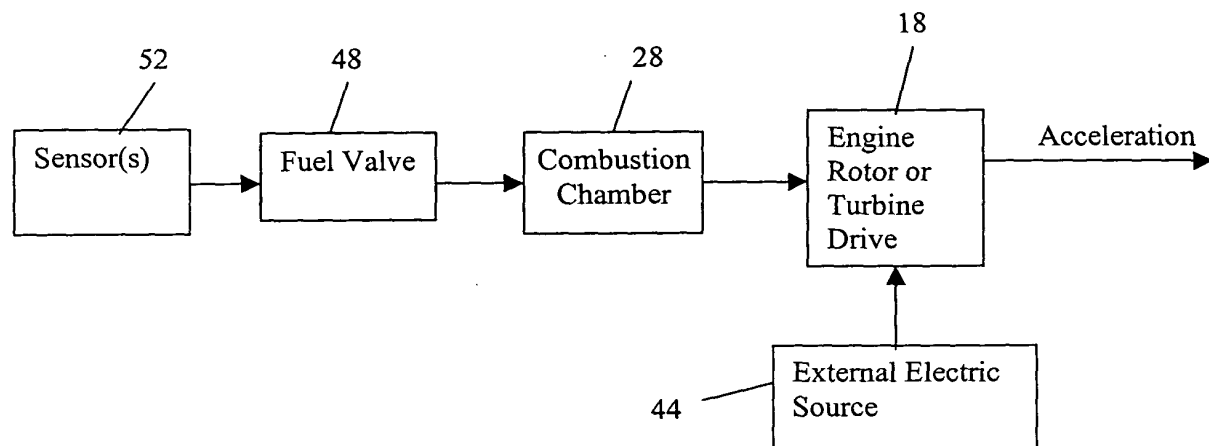 52
48
28
18
Sensor(s)
Fuel Valve
Combustion
Chamber
Engine
Rotor or
Turbine
Drive
Acceleration
44
External Electric
Source